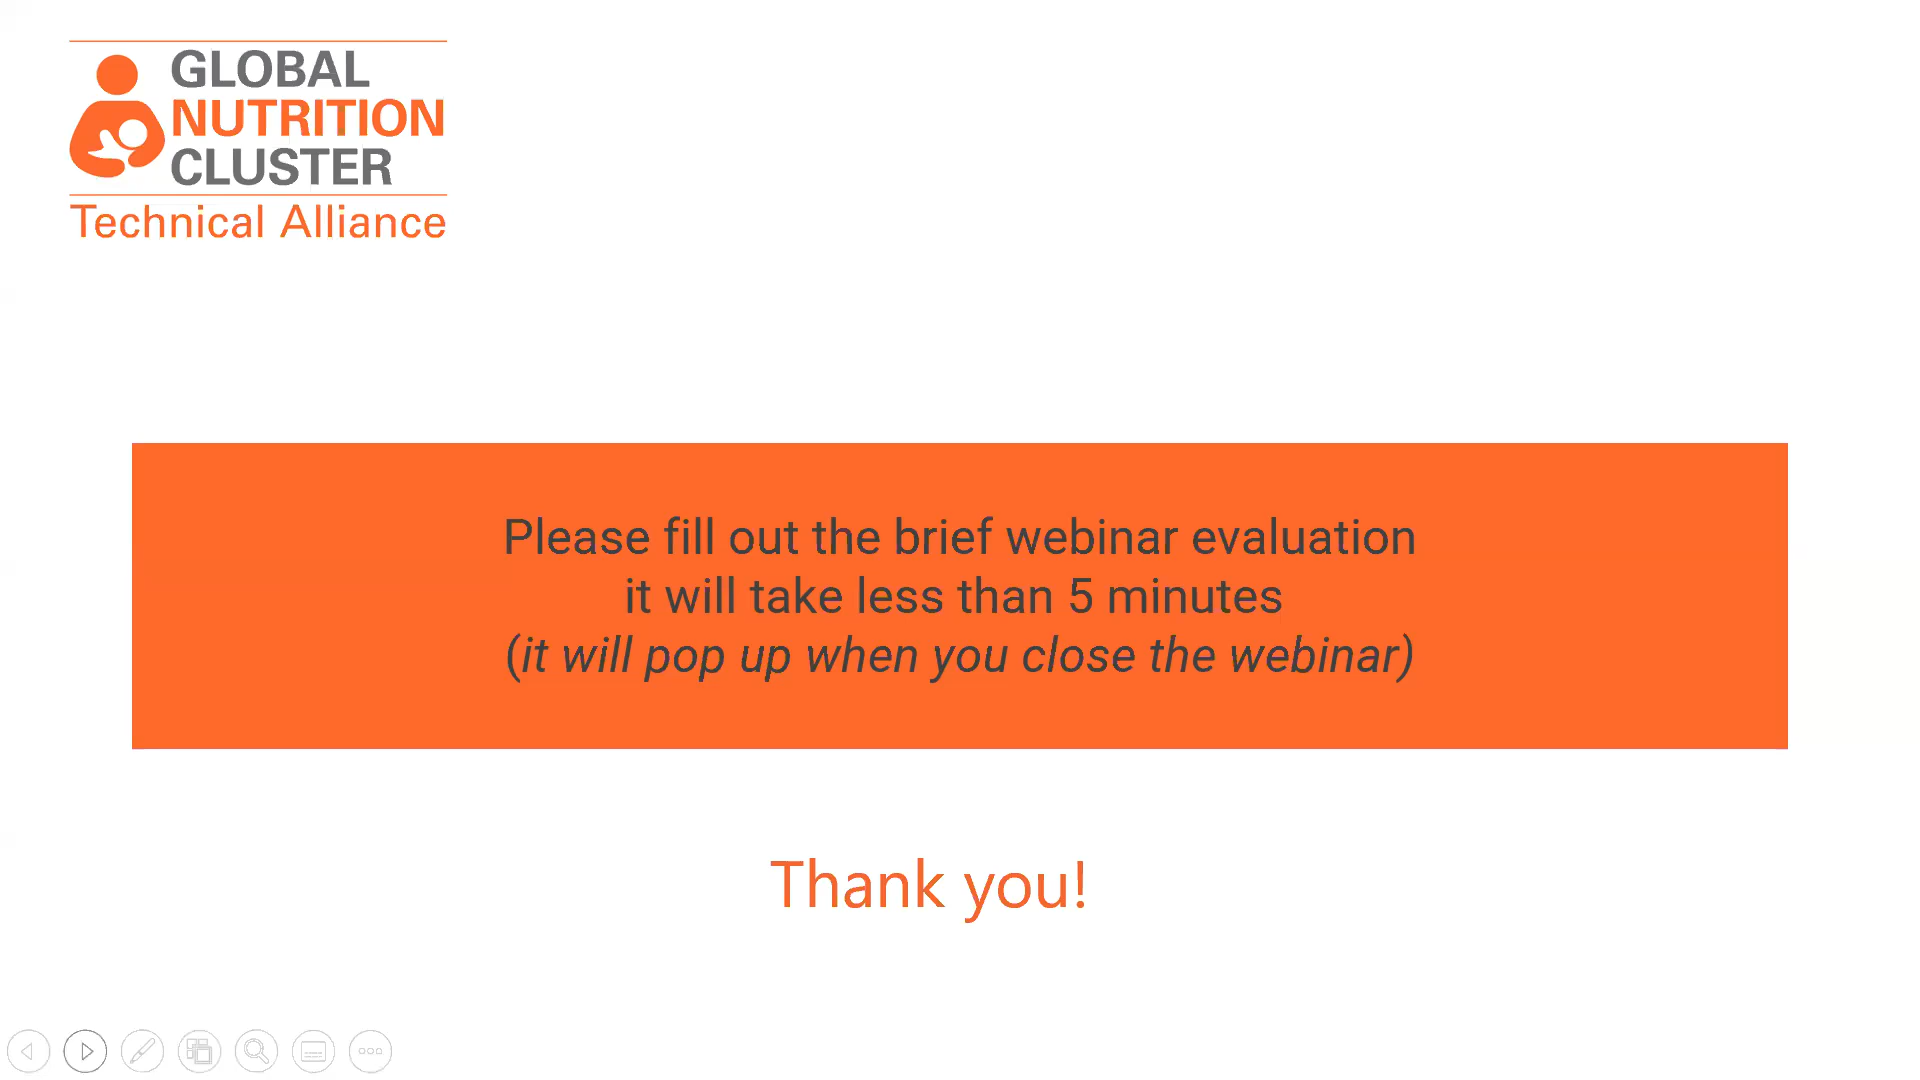 GLOBAL
NUTRITION
CLUSTER
Technical Alliance
Please fill out the brief webinar evaluation
it will take less than 5 minutes
(it will pop up when you close the webinar)
Thank you!